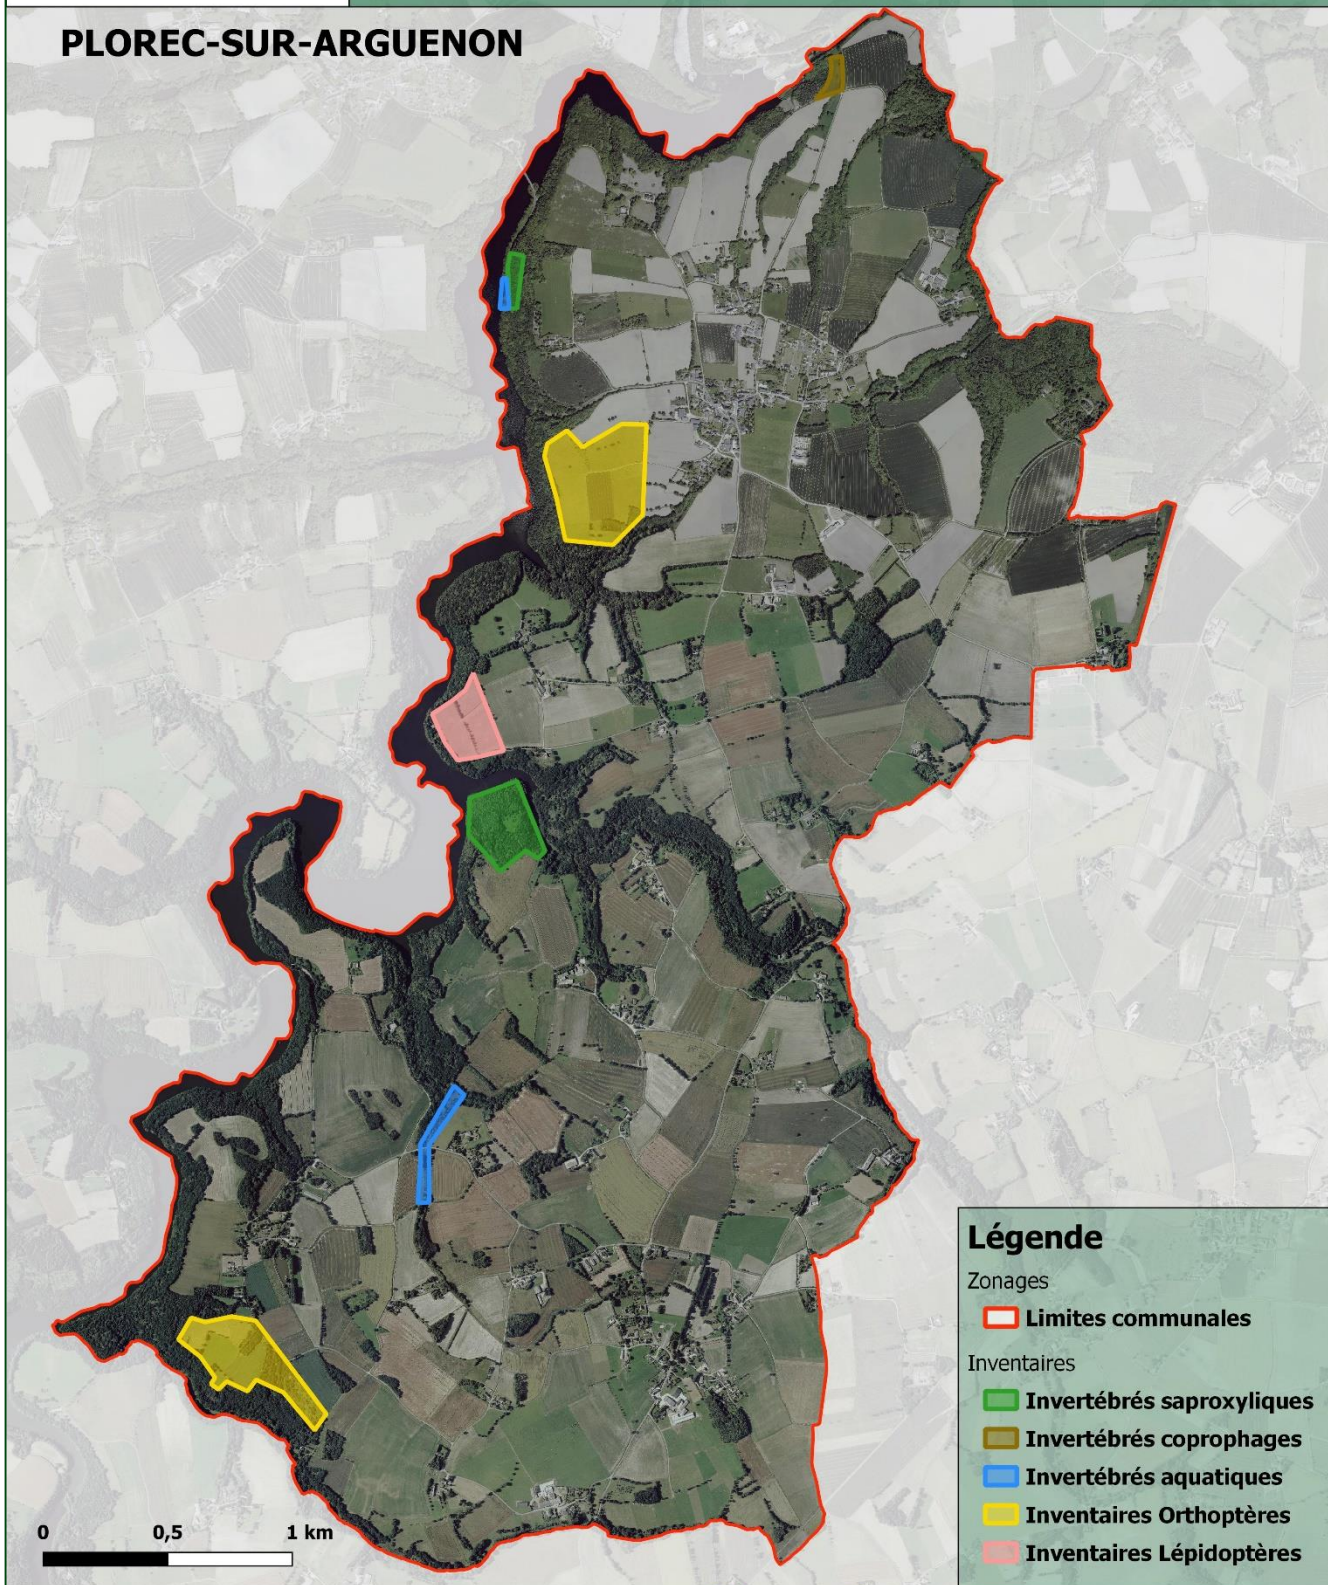 PLOREC-SUR-ARGUENON
Légende
Zonages
Limites communales
Inventaires
Invertébrés saproxyliques
Invertébrés coprophages
Invertébrés aquatiques
Inventaires Orthoptères
Inventaires Lépidoptères
0 0,5 1 km